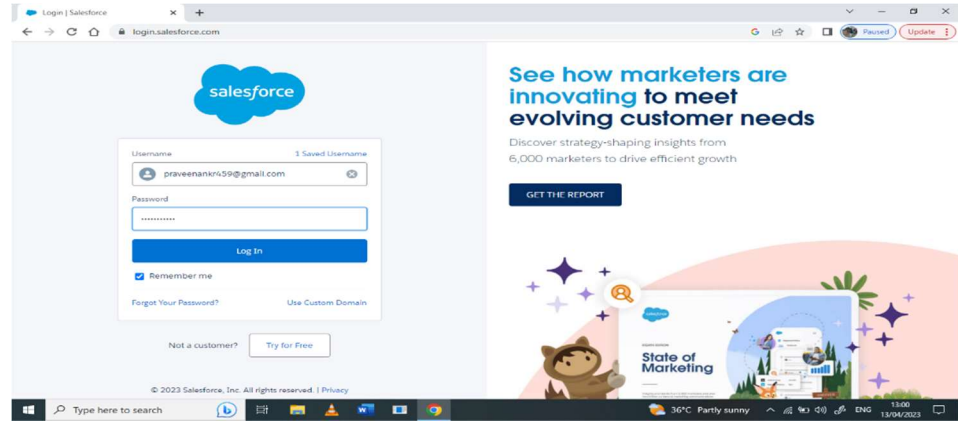 Login | Salesforce
login.salesforce.com
Paused
Update
salesforce
Username
1 Saved Username
praveenankr459@gmail.com
Password
Log In
Remember me
Forgot Your Password?
Use Custom Domain
Not a customer?
Try for Free
© 2023 Salesforce, Inc. All rights reserved. | Privacy
See how marketers are
innovating to meet
evolving customer needs
Discover strategy-shaping insights from
6,000 marketers to drive efficient growth
GET THE REPORT
State of
Marketing
Type here to search
36°C Partly sunny
ENG
13:00
13/04/2023